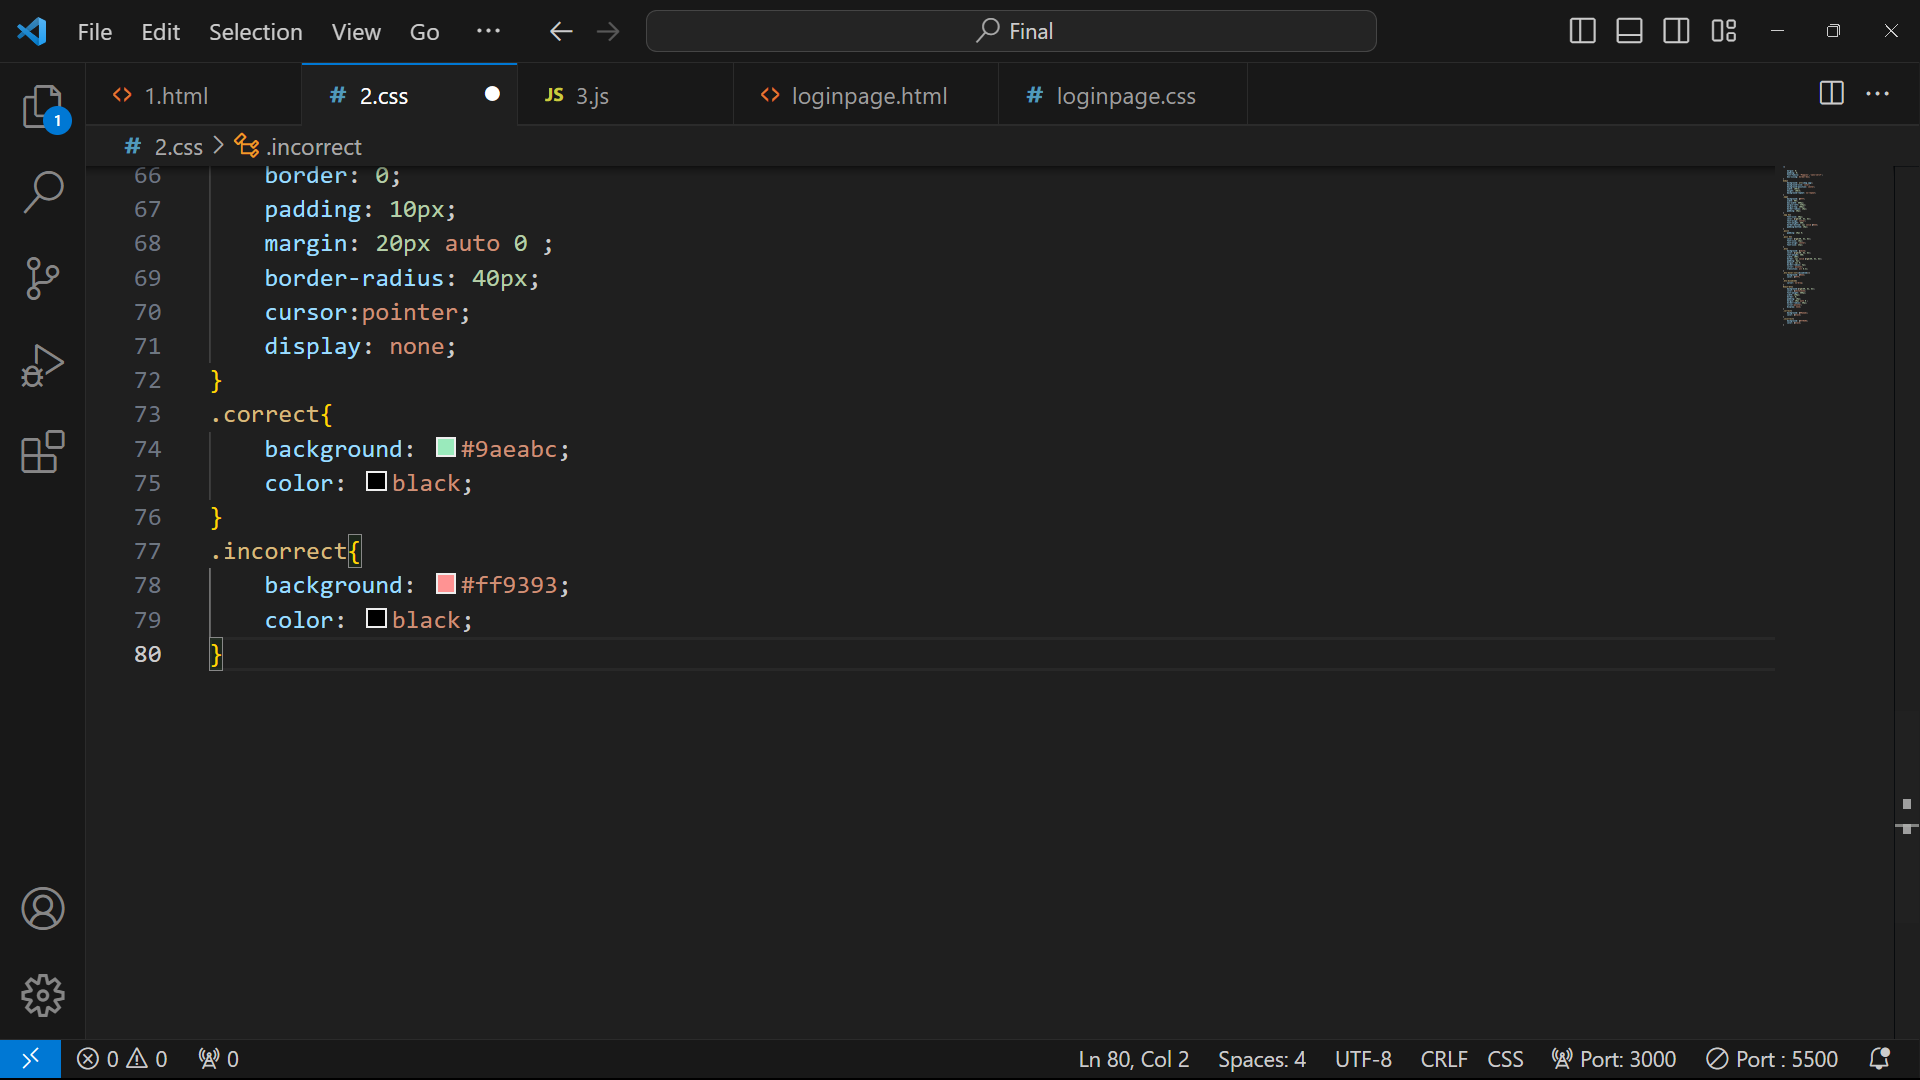 File Edit Selection View Go ··· Final
1.html 2.css JS 3.js loginpage.html loginpage.css
1
# 2.css > .incorrect
66     border: 0;
67     padding: 10px;
68     margin: 20px auto 0 ;
69     border-radius: 40px;
70     cursor:pointer;
71     display: none;
72 }
73 .correct{
74     background: #9aeabc;
75     color: black;
76 }
77 .incorrect{
78     background: #ff9393;
79     color: black;
80 }
0 0 0 Ln 80, Col 2 Spaces: 4 UTF-8 CRLF CSS Port: 3000 Port : 5500